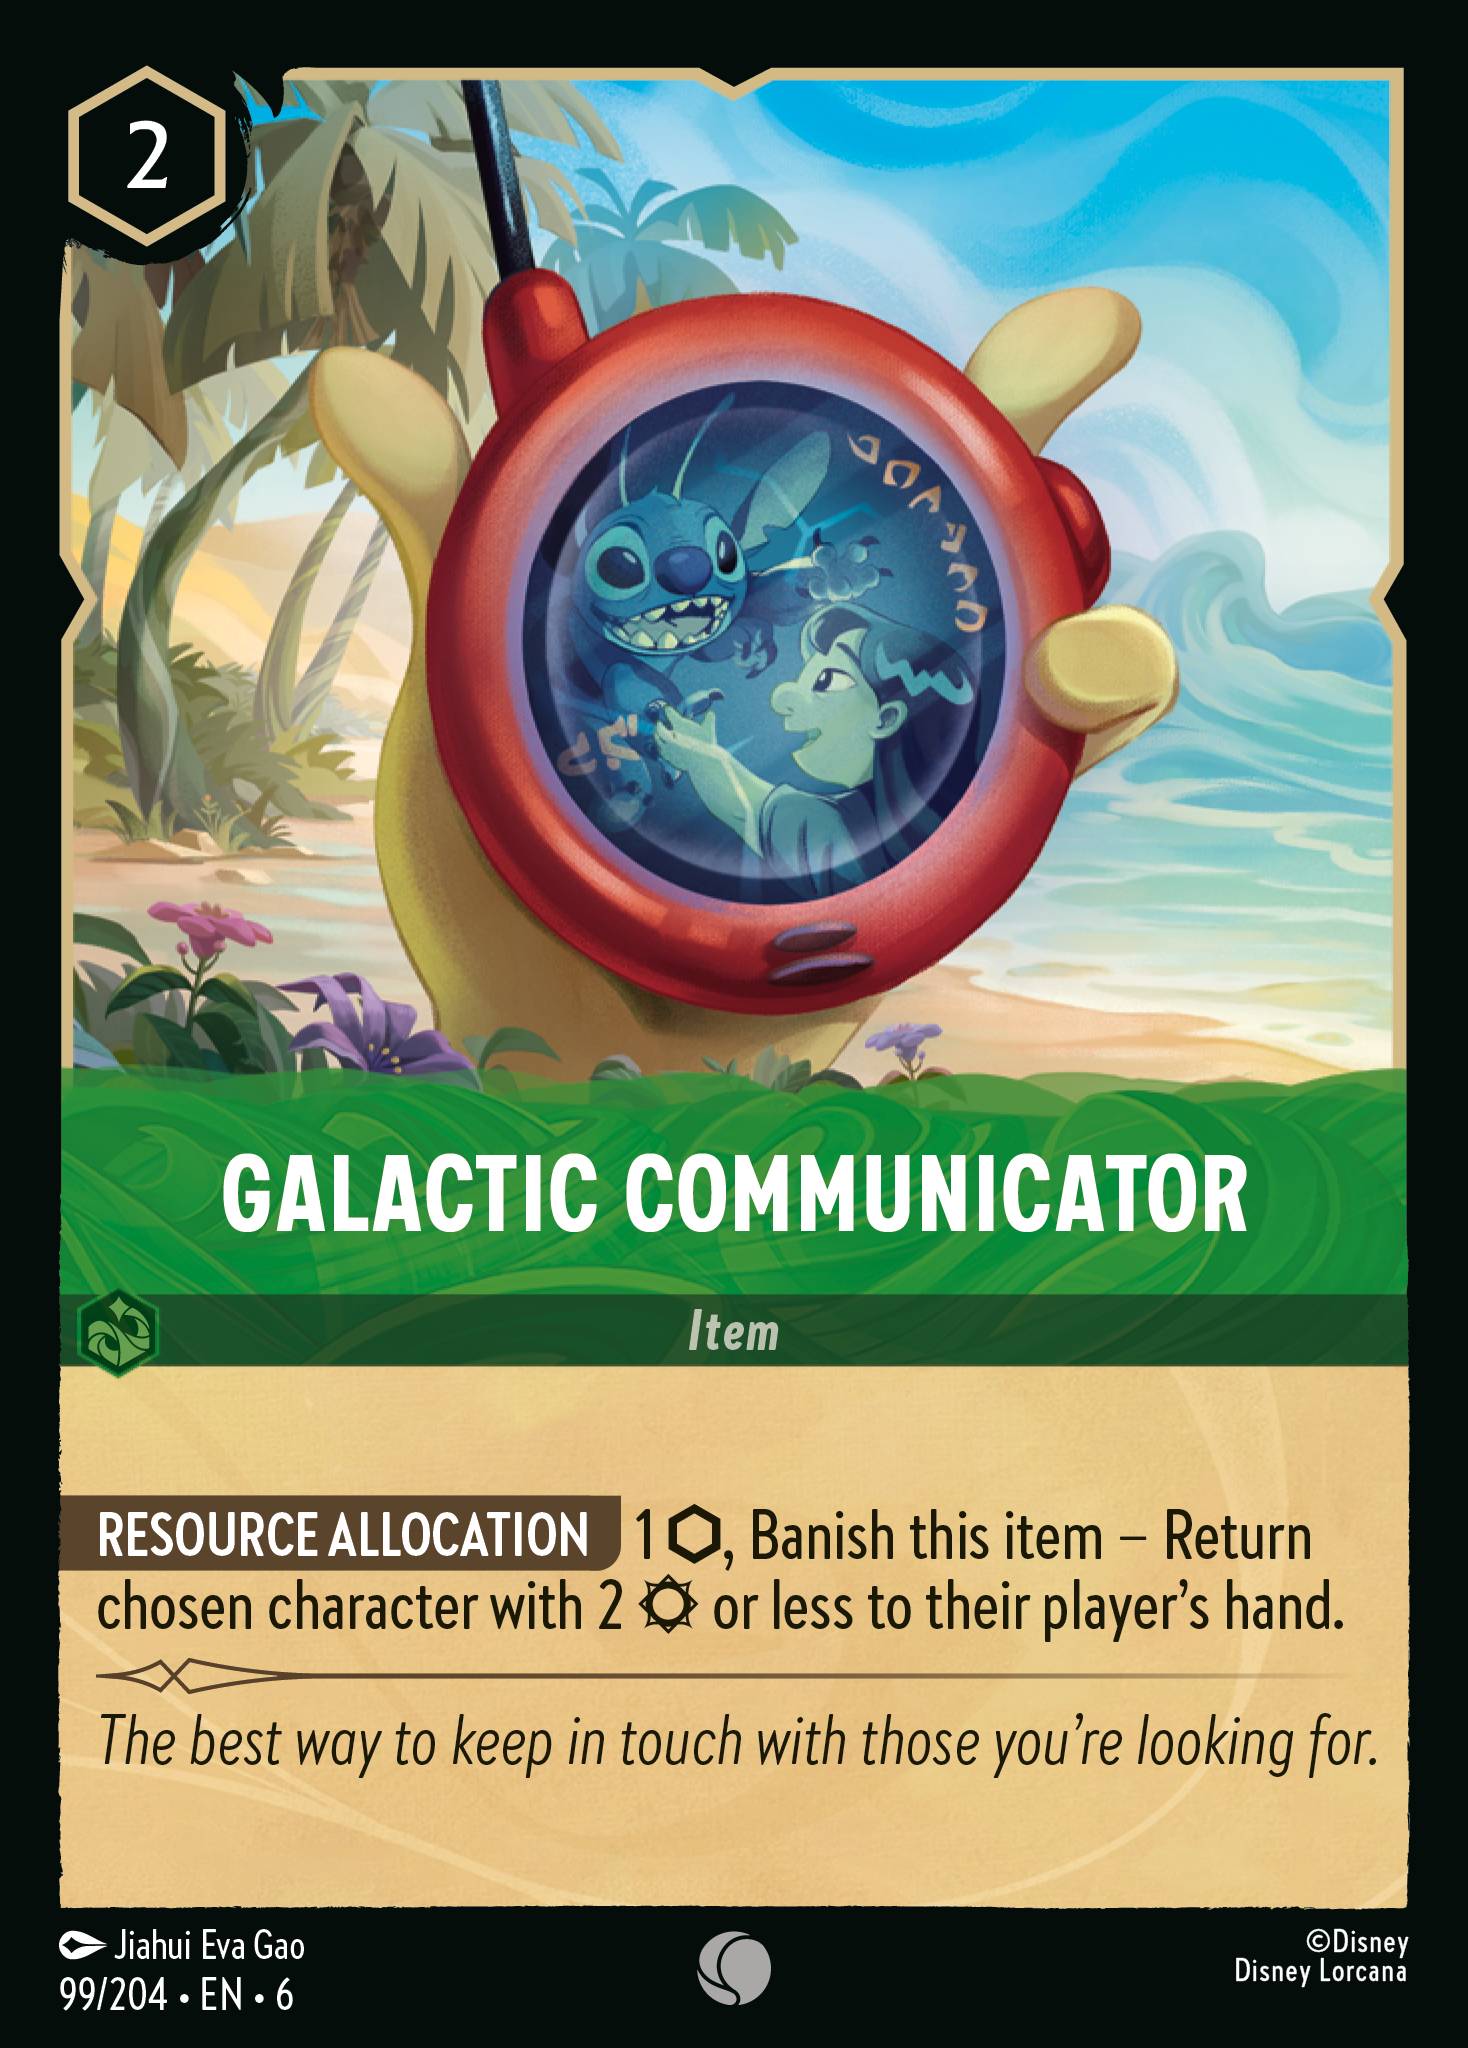 2
GALACTIC COMMUNICATOR
Item
RESOURCE ALLOCATION 1 ⬡, Banish this item – Return
chosen character with 2 ¤ or less to their player’s hand.
The best way to keep in touch with those you’re looking for.
Jiahui Eva Gao
99/204 • EN • 6
©Disney
Disney Lorcana